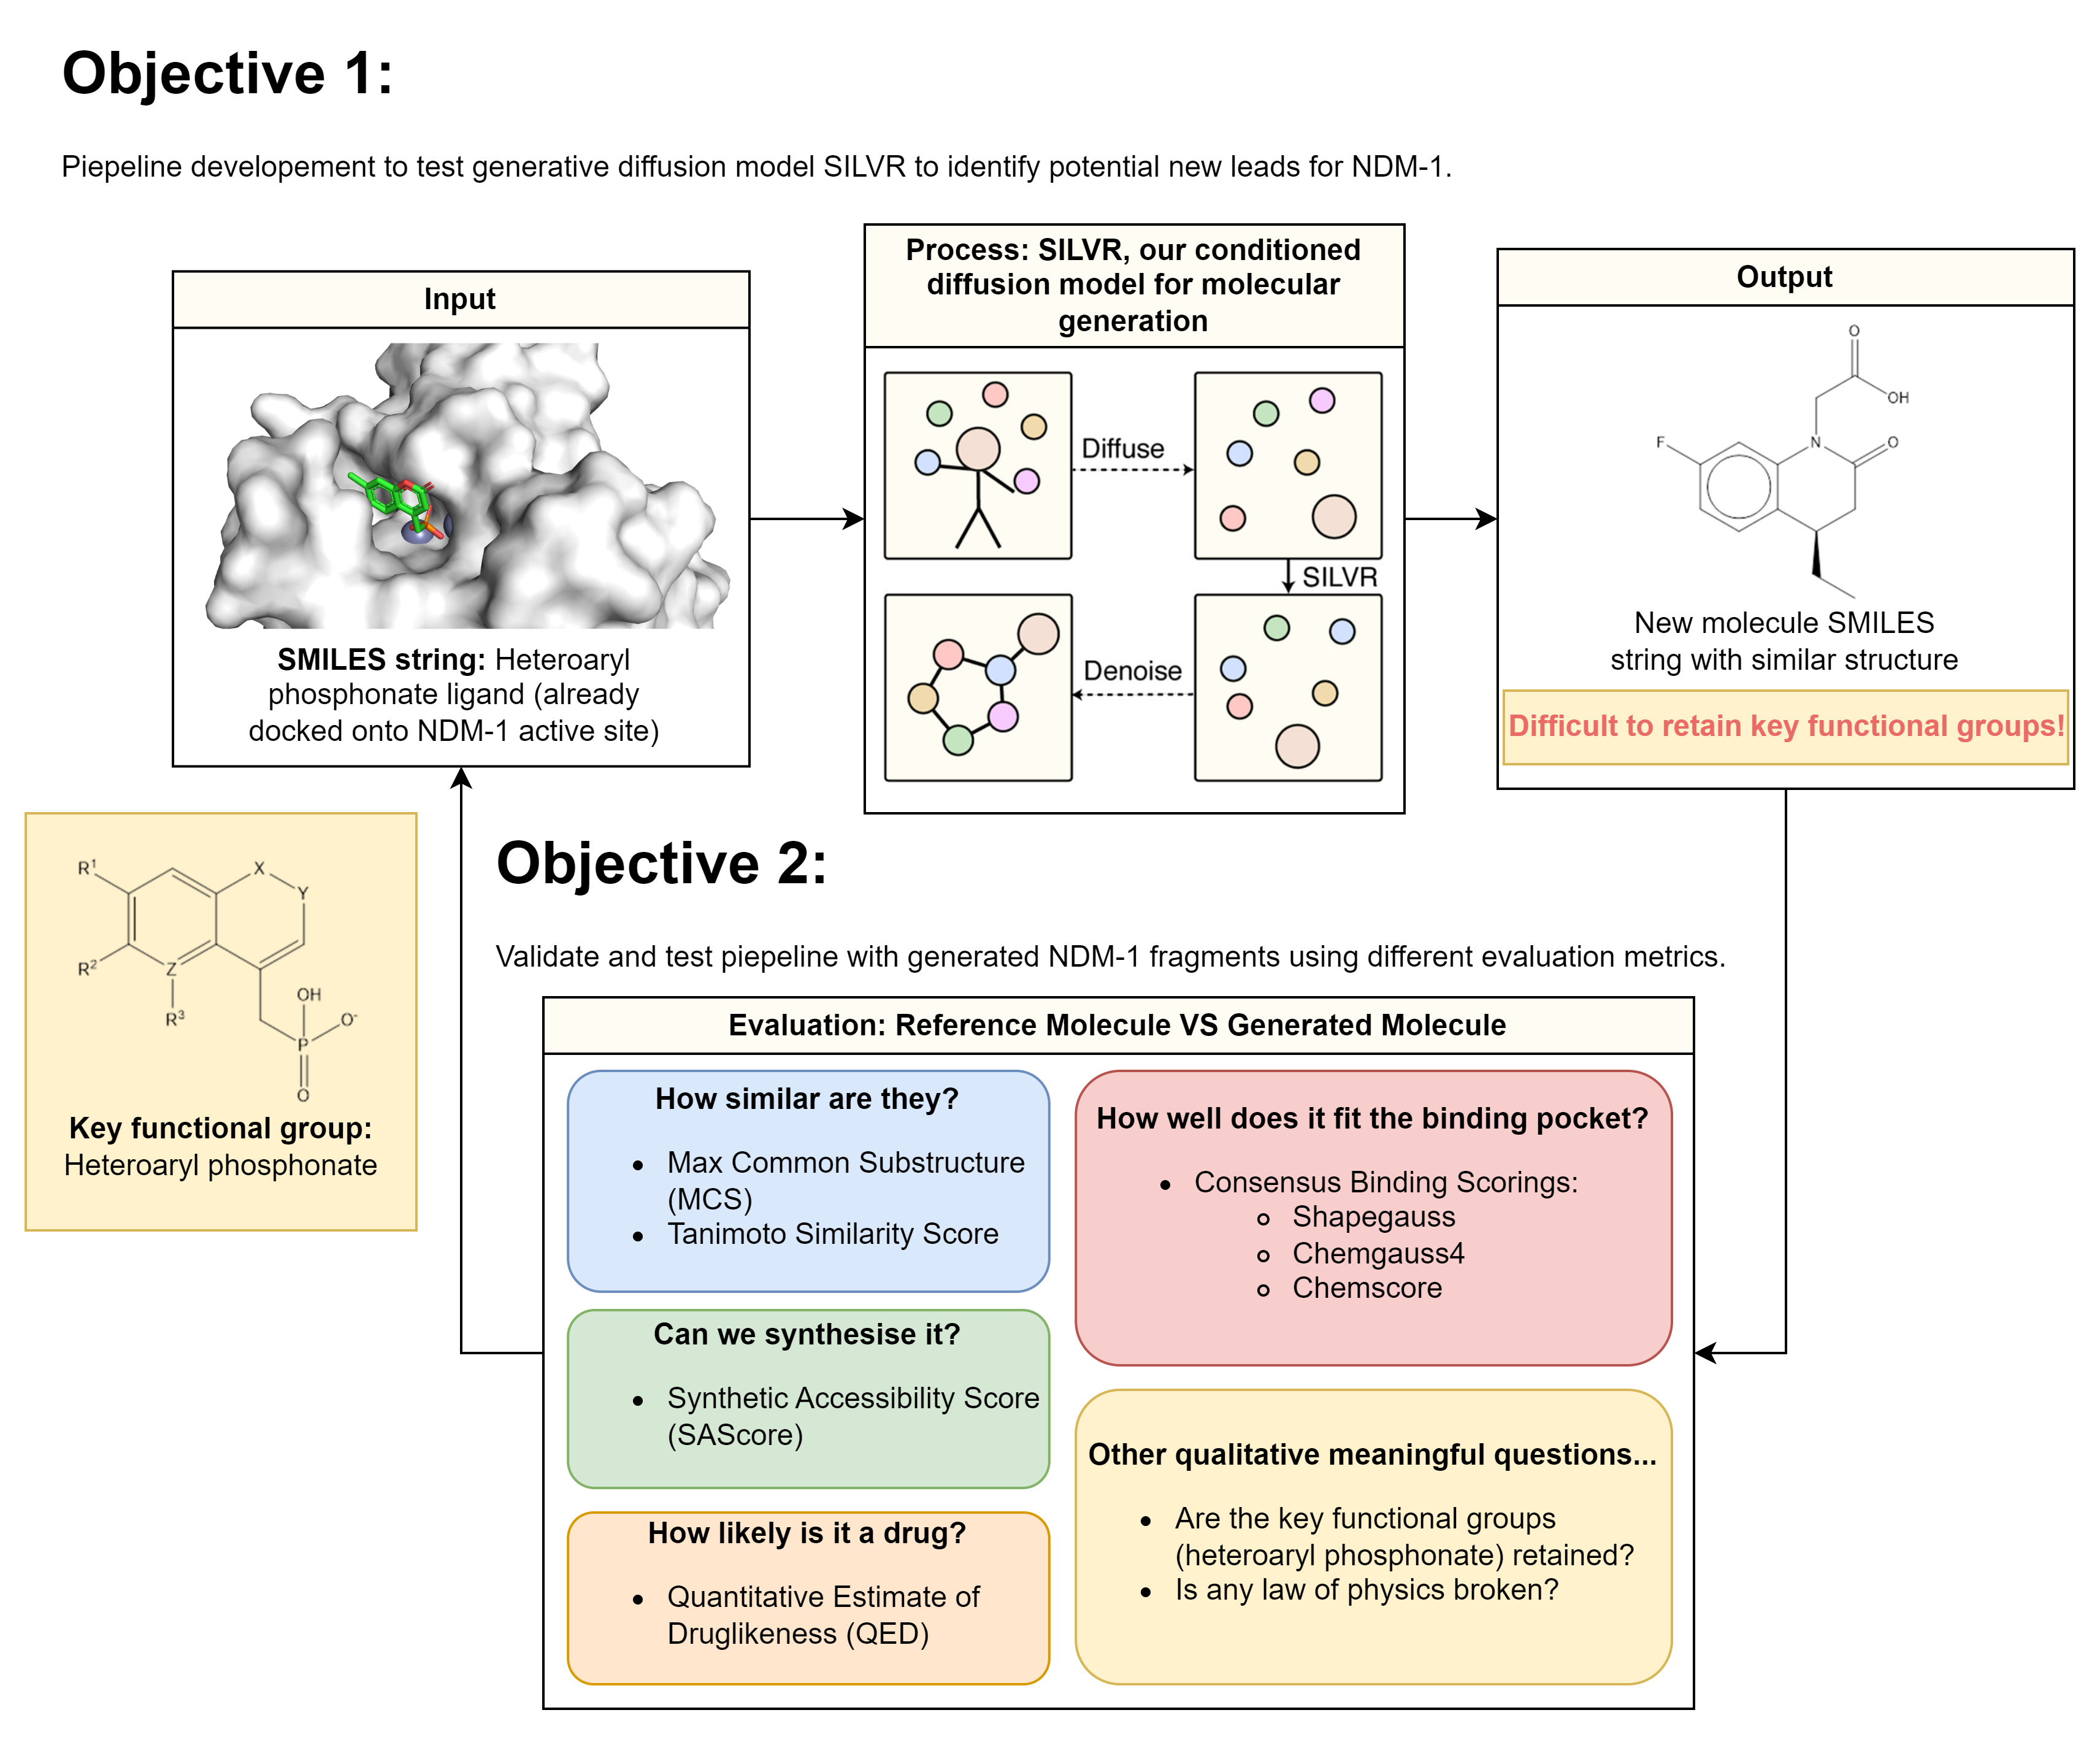 Objective 1:
Piepeline developement to test generative diffusion model SILVR to identify potential new leads for NDM-1.
Input
SMILES string: Heteroaryl
phosphonate ligand (already
docked onto NDM-1 active site)
Process: SILVR, our conditioned
diffusion model for molecular
generation
Diffuse
SILVR
Denoise
Output
O
OH
N
O
F
New molecule SMILES
string with similar structure
Difficult to retain key functional groups!
R¹
X
Y
R²
Z
R³
OH
O⁻
P
O
Key functional group:
Heteroaryl phosphonate
Objective 2:
Validate and test piepeline with generated NDM-1 fragments using different evaluation metrics.
Evaluation: Reference Molecule VS Generated Molecule
How similar are they?
• Max Common Substructure
(MCS)
• Tanimoto Similarity Score
Can we synthesise it?
• Synthetic Accessibility Score
(SAScore)
How likely is it a drug?
• Quantitative Estimate of
Druglikeness (QED)
How well does it fit the binding pocket?
• Consensus Binding Scorings:
○ Shapegauss
○ Chemgauss4
○ Chemscore
Other qualitative meaningful questions...
• Are the key functional groups
(heteroaryl phosphonate) retained?
• Is any law of physics broken?